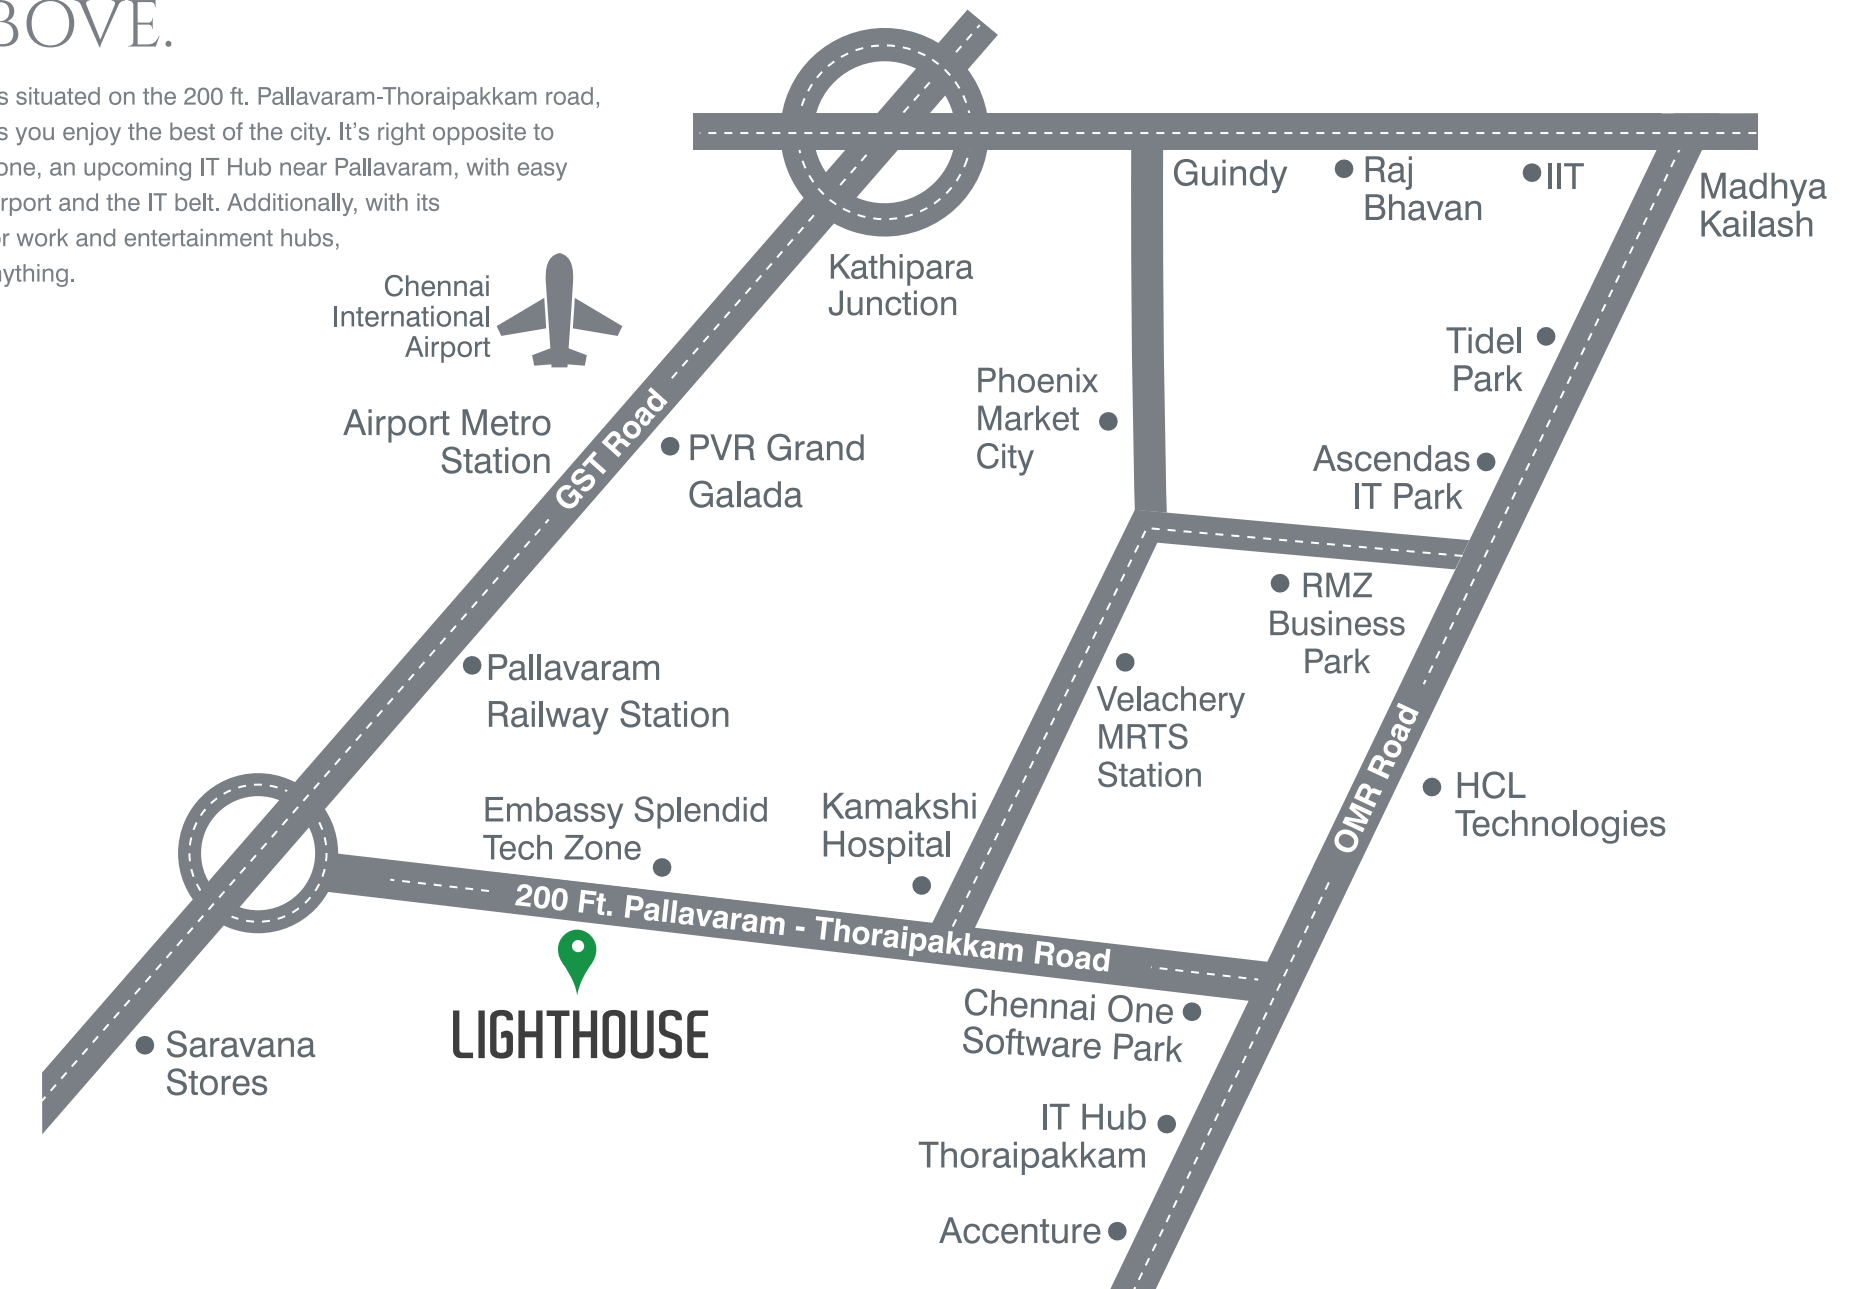 BOVE.
s situated on the 200 ft. Pallavaram-Thoraipakkam road,
s you enjoy the best of the city. It's right opposite to
one, an upcoming IT Hub near Pallavaram, with easy
rport and the IT belt. Additionally, with its
or work and entertainment hubs,
nything.
Guindy
Raj
Bhavan
IIT
Madhya
Kailash
Kathipara
Junction
Chennai
International
Airport
Tidel
Park
Phoenix
Market
City
Airport Metro
Station
GST Road
PVR Grand
Galada
Ascendas
IT Park
RMZ
Business
Park
Pallavaram
Railway Station
Velachery
MRTS
Station
OMR Road
HCL
Technologies
Embassy Splendid
Tech Zone
Kamakshi
Hospital
200 Ft. Pallavaram - Thoraipakkam Road
LIGHTHOUSE
Chennai One
Software Park
Saravana
Stores
IT Hub
Thoraipakkam
Accenture